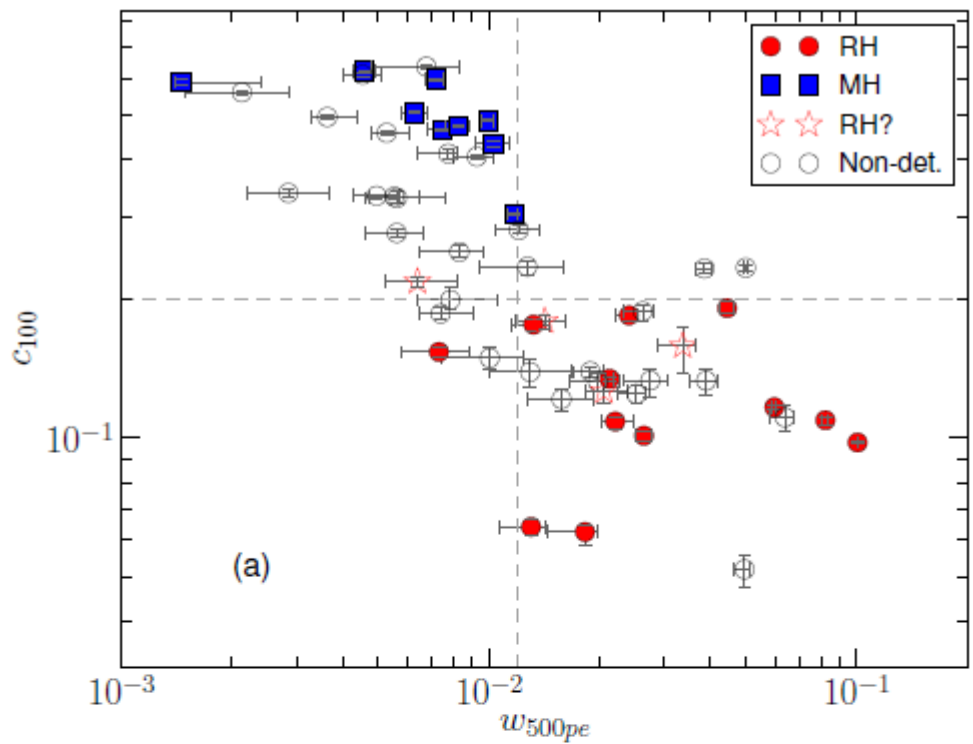 RH
MH
RH?
Non-det.
c₁₀₀
10⁻¹
(a)
10⁻³ 10⁻² 10⁻¹
w₅₀₀ₚₑ